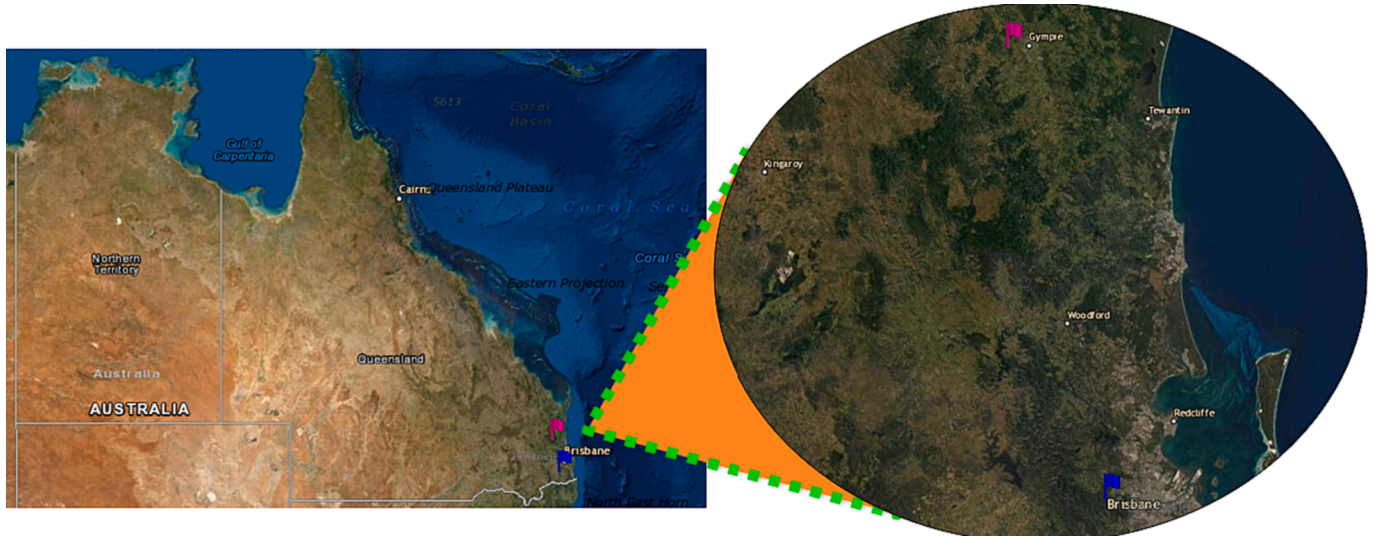 5613
Coral
Basin
Gulf of
Carpentaria
Cairns
Queensland Plateau
Coral Sea
Northern
Territory
Coral S
Se
Eastern Projection
Queensland
Australia
AUSTRALIA
Brisbane
North East Horn
Gympie
Tewantin
Kingaroy
Woodford
Redcliffe
Brisbane